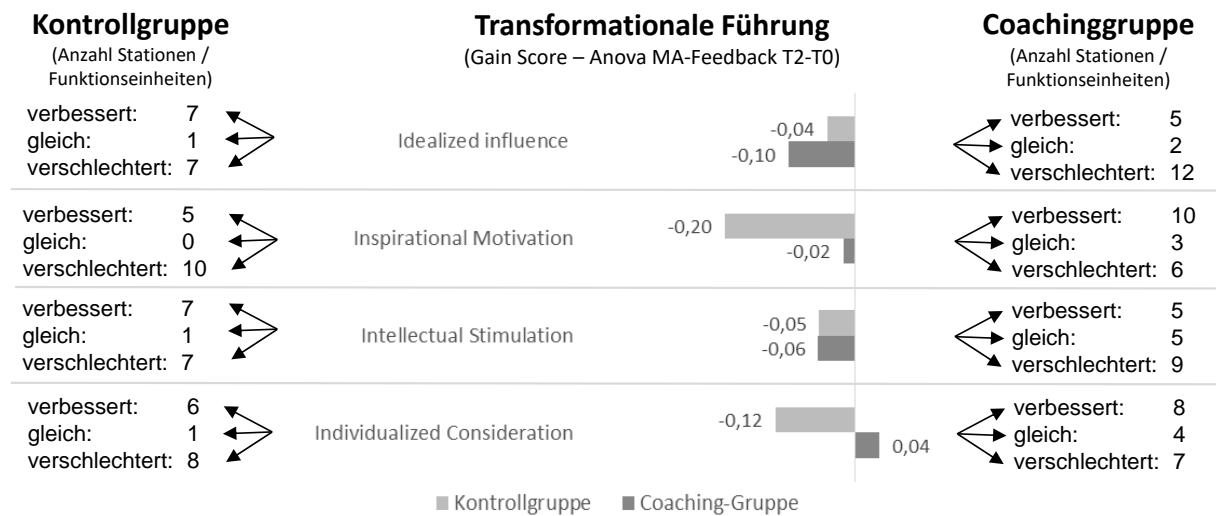 Kontrollgruppe
(Anzahl Stationen /
Funktionseinheiten)
Transformationale Führung
(Gain Score – Anova MA-Feedback T2-T0)
Coachinggruppe
(Anzahl Stationen /
Funktionseinheiten)
verbessert: 7
gleich: 1
verschlechtert: 7
Idealized influence
-0,04
-0,10
verbessert: 5
gleich: 2
verschlechtert: 12
verbessert: 5
gleich: 0
verschlechtert: 10
Inspirational Motivation
-0,20
-0,02
verbessert: 10
gleich: 3
verschlechtert: 6
verbessert: 7
gleich: 1
verschlechtert: 7
Intellectual Stimulation
-0,05
-0,06
verbessert: 5
gleich: 5
verschlechtert: 9
verbessert: 6
gleich: 1
verschlechtert: 8
Individualized Consideration
-0,12
0,04
verbessert: 8
gleich: 4
verschlechtert: 7
Kontrollgruppe Coaching-Gruppe